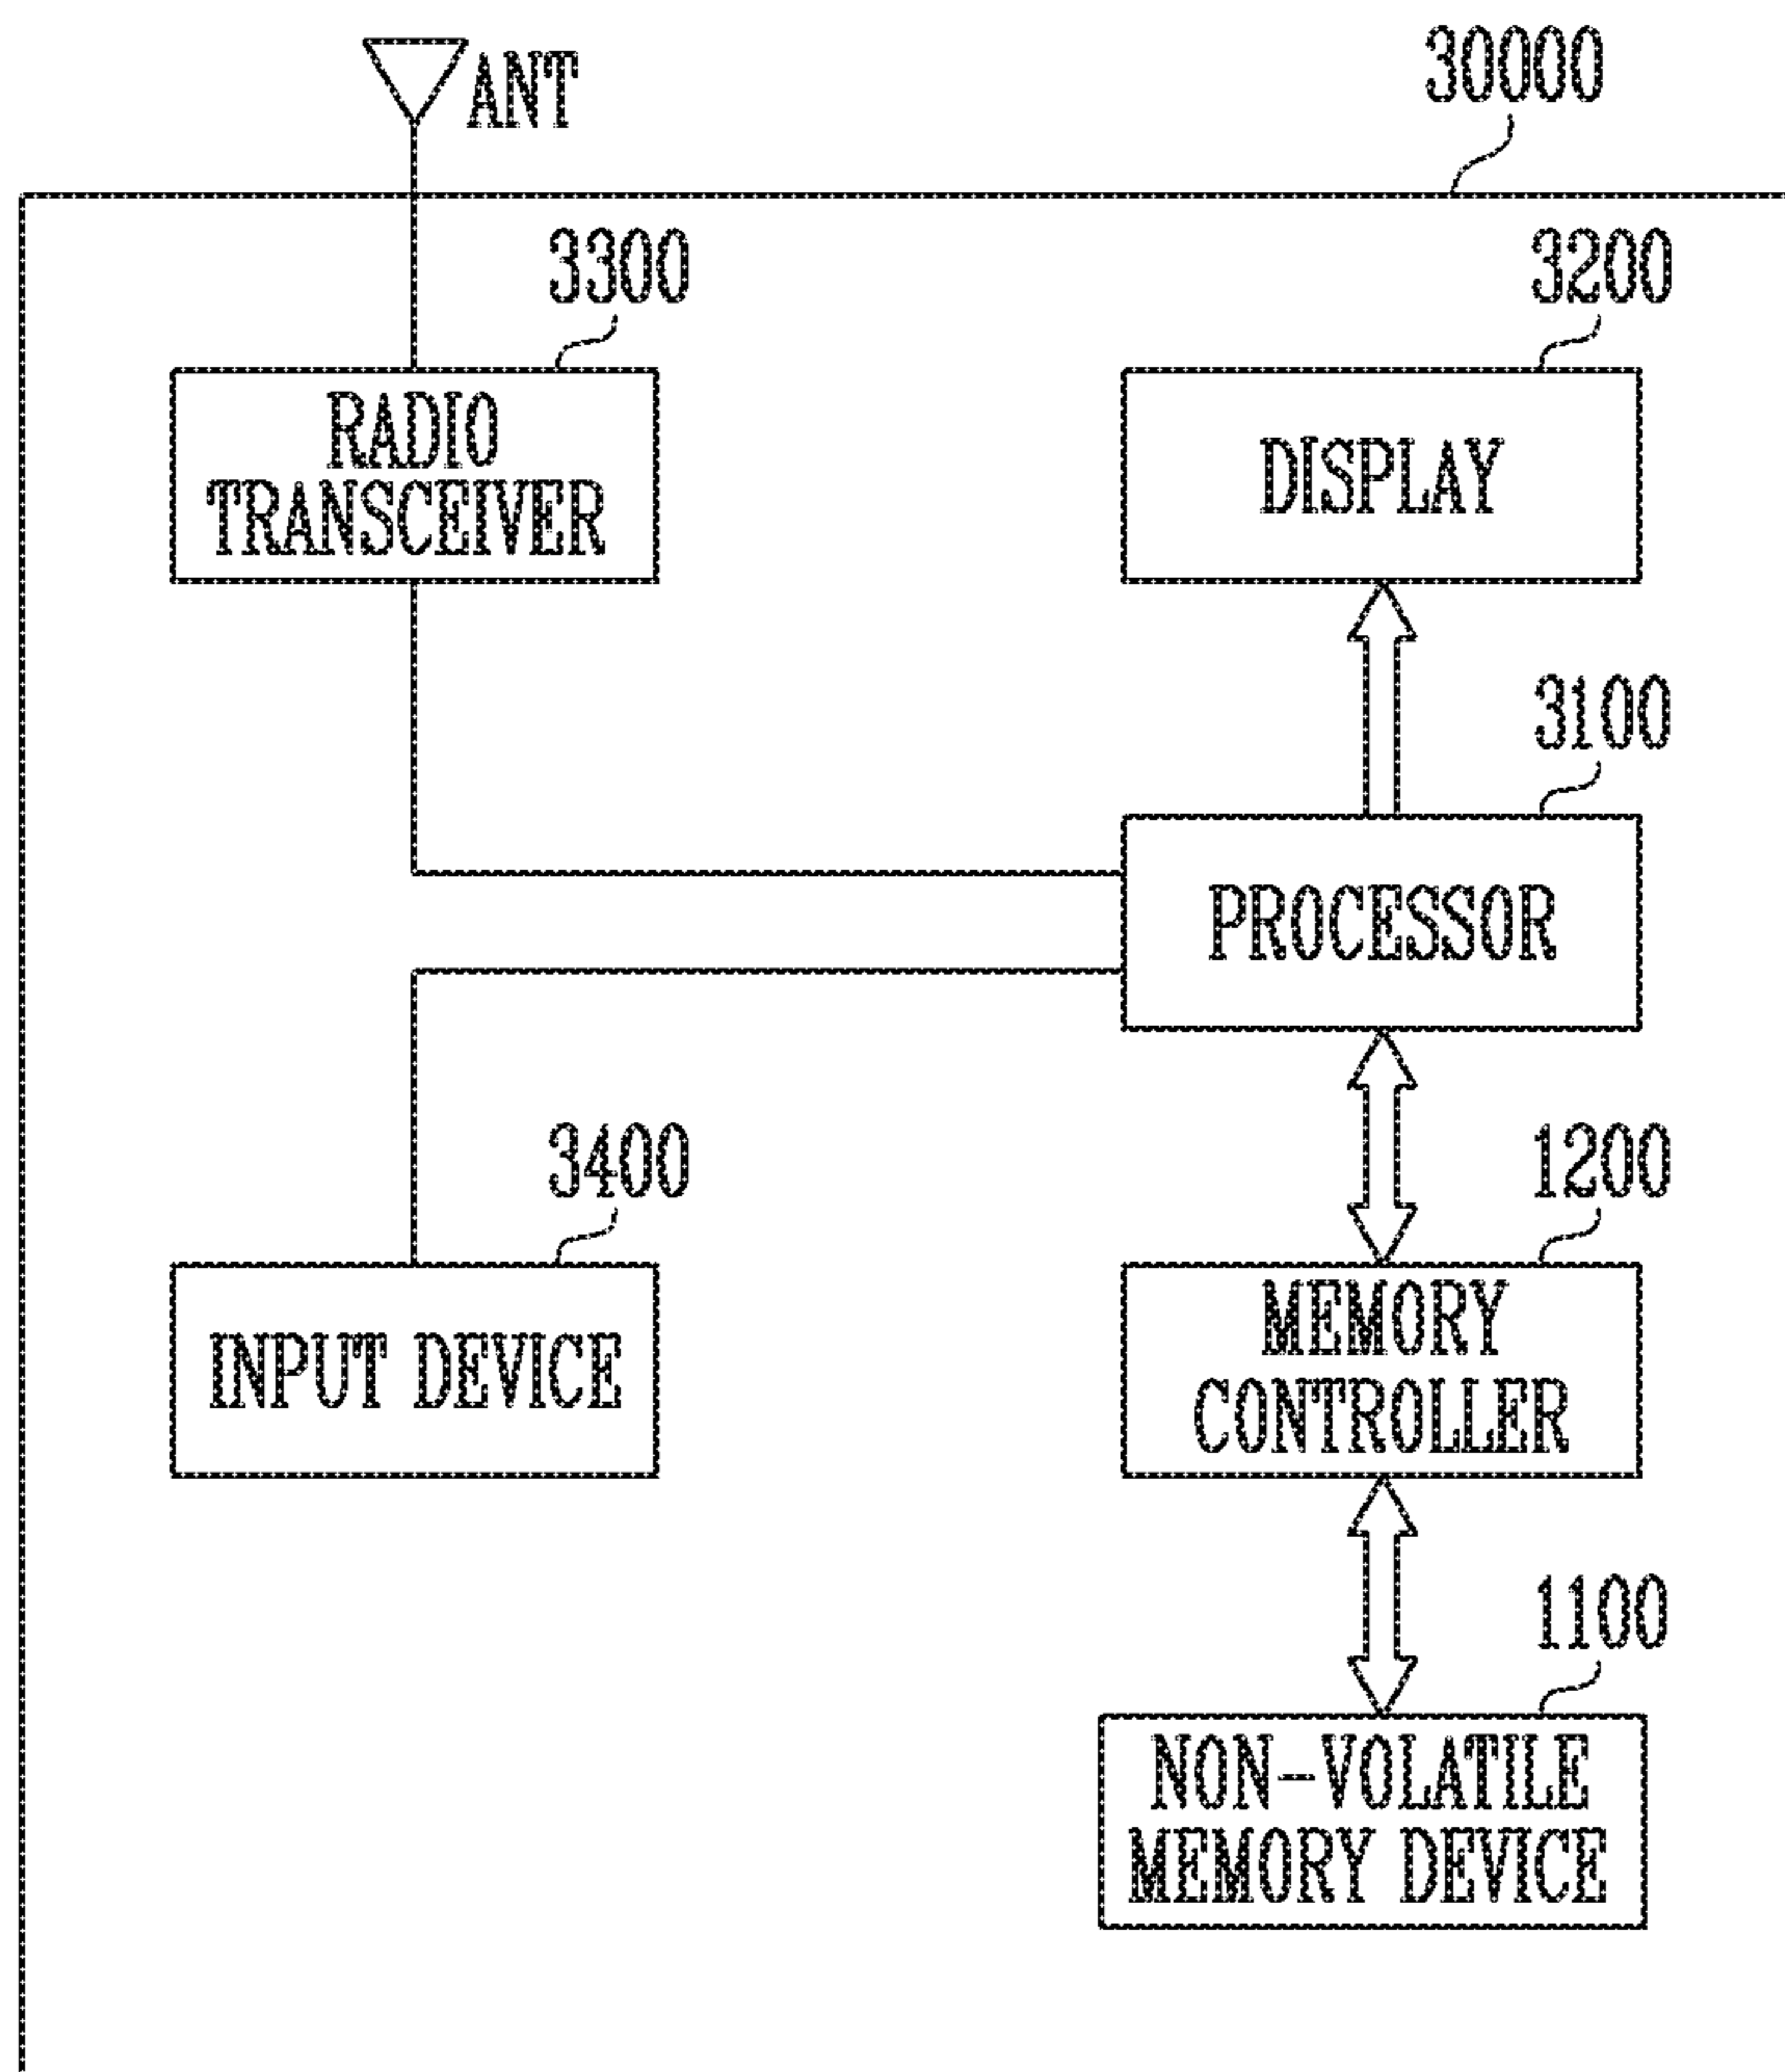 ANT
30000
3300
3200
RADIO
TRANSCEIVER
DISPLAY
3100
PROCESSOR
3400
1200
INPUT DEVICE
MEMORY
CONTROLLER
1100
NON-VOLATILE
MEMORY DEVICE